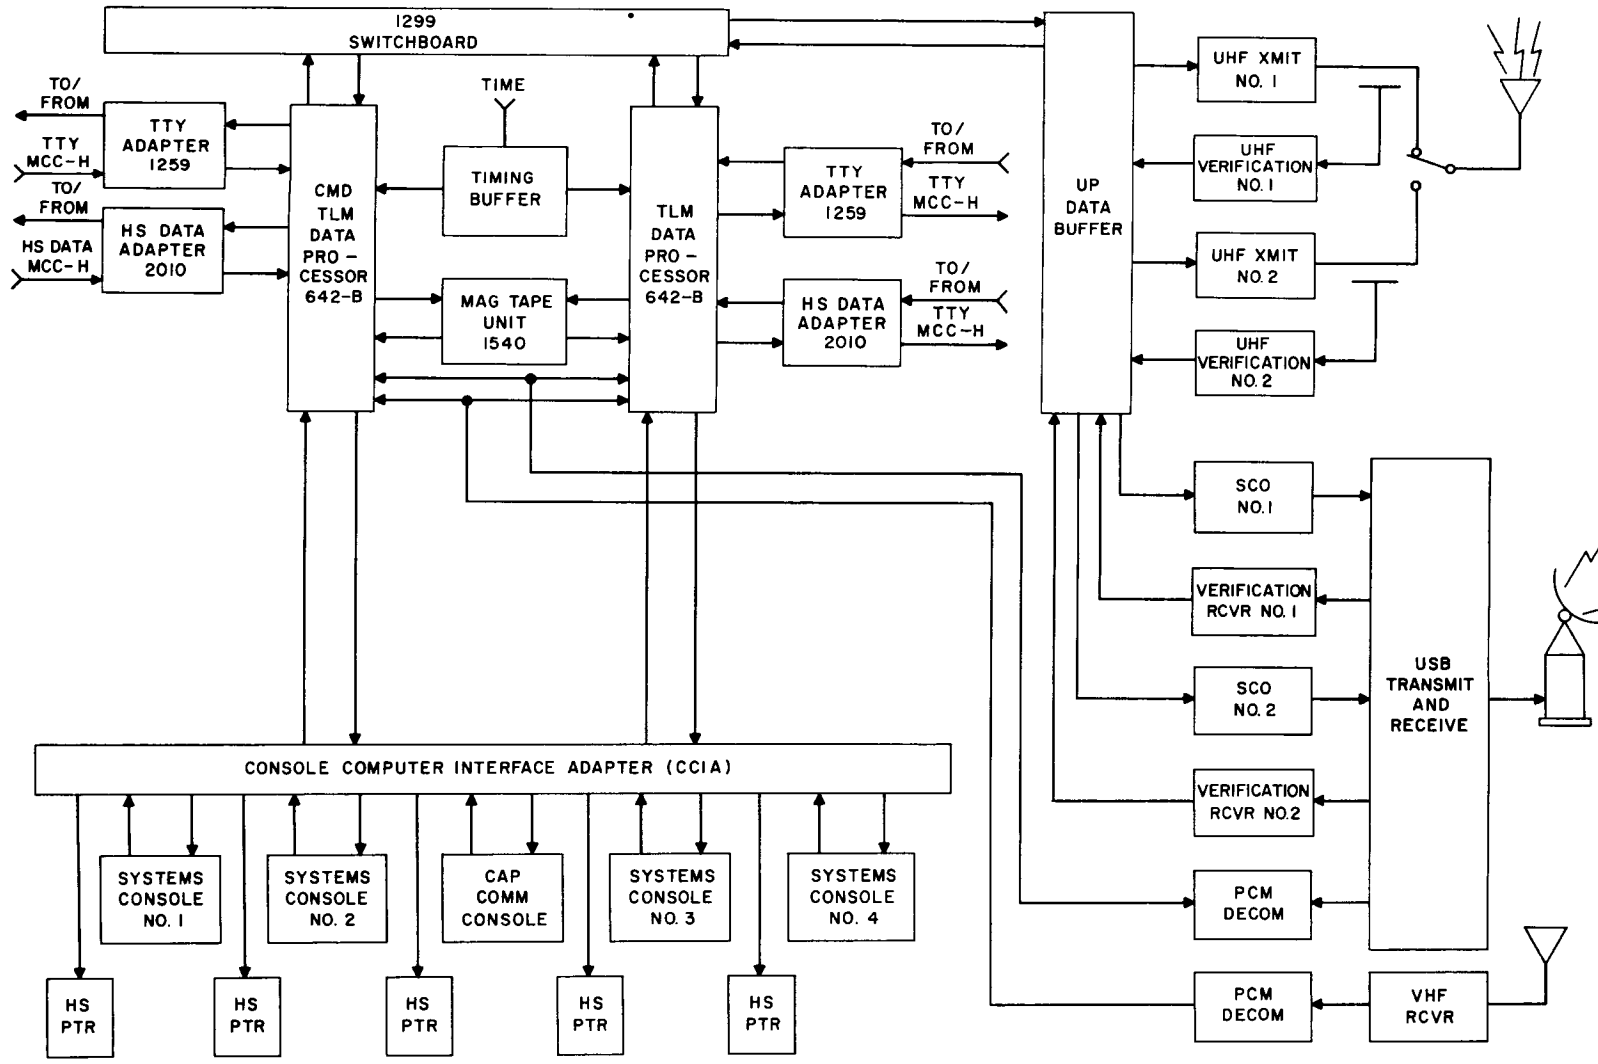 1299
SWITCHBOARD
TO/
FROM
TTY
MCC-H
TTY
ADAPTER
1259
TO/
FROM
HS DATA
MCC-H
HS DATA
ADAPTER
2010
CMD
TLM
DATA
PRO-
CESSOR
642-B
TIME
TIMING
BUFFER
MAG TAPE
UNIT
1540
TLM
DATA
PRO-
CESSOR
642-B
TTY
ADAPTER
1259
TO/
FROM
TTY
MCC-H
HS DATA
ADAPTER
2010
TO/
FROM
TTY
MCC-H
UP
DATA
BUFFER
UHF XMIT
NO. 1
UHF
VERIFICATION
NO. 1
UHF XMIT
NO. 2
UHF
VERIFICATION
NO. 2
SCO
NO. 1
VERIFICATION
RCVR NO. 1
SCO
NO. 2
VERIFICATION
RCVR NO. 2
USB
TRANSMIT
AND
RECEIVE
PCM
DECOM
PCM
DECOM
VHF
RCVR
CONSOLE COMPUTER INTERFACE ADAPTER (CCIA)
SYSTEMS
CONSOLE
NO. 1
SYSTEMS
CONSOLE
NO. 2
CAP
COMM
CONSOLE
SYSTEMS
CONSOLE
NO. 3
SYSTEMS
CONSOLE
NO. 4
HS
PTR
HS
PTR
HS
PTR
HS
PTR
HS
PTR